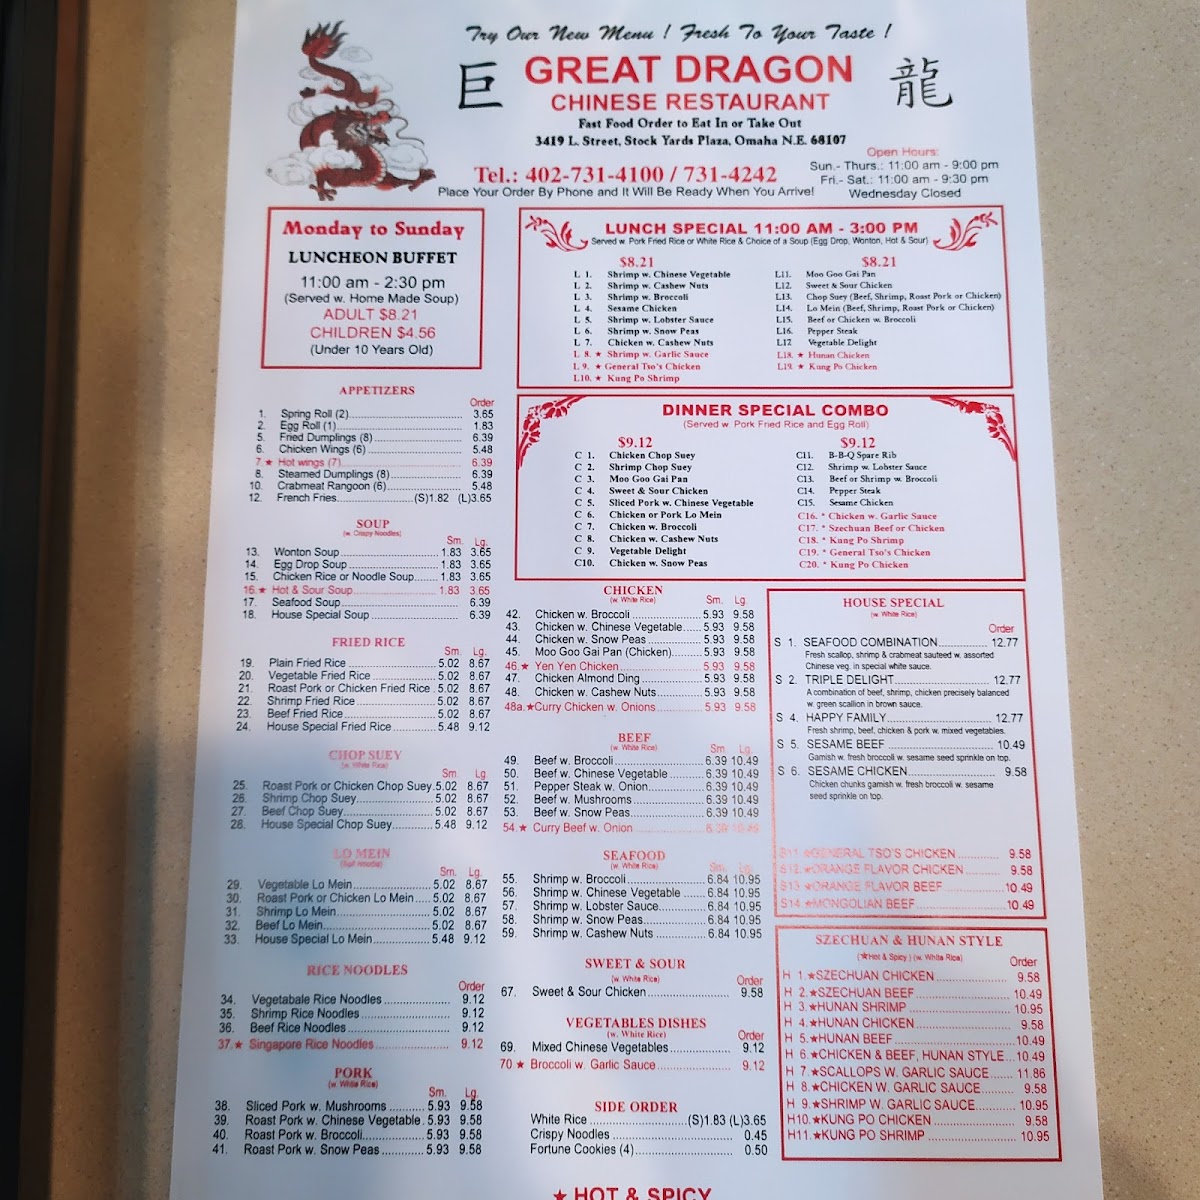 Try Our New Menu ! Fresh To Your Taste !
巨 GREAT DRAGON 龍
CHINESE RESTAURANT
Fast Food Order to Eat In or Take Out
3419 L. Street, Stock Yards Plaza, Omaha N.E. 68107
Tel.: 402-731-4100 / 731-4242
Place Your Order By Phone and It Will Be Ready When You Arrive!
Open Hours:
Sun.- Thurs.: 11:00 am - 9:00 pm
Fri.- Sat.: 11:00 am - 9:30 pm
Wednesday Closed
Monday to Sunday
LUNCHEON BUFFET
11:00 am - 2:30 pm
(Served w. Home Made Soup)
ADULT $8.21
CHILDREN $4.56
(Under 10 Years Old)
LUNCH SPECIAL 11:00 AM - 3:00 PM
Served w. Pork Fried Rice or White Rice & Choice of a Soup (Egg Drop, Wonton, Hot & Sour)
$8.21
L 1. Shrimp w. Chinese Vegetable
L 2. Shrimp w. Cashew Nuts
L 3. Shrimp w. Broccoli
L 4. Sesame Chicken
L 5. Shrimp w. Lobster Sauce
L 6. Shrimp w. Snow Peas
L 7. Chicken w. Cashew Nuts
L 8. ★ Shrimp w. Garlic Sauce
L 9. ★ General Tso's Chicken
L10. ★ Kung Po Shrimp
$8.21
L11. Moo Goo Gai Pan
L12. Sweet & Sour Chicken
L13. Chop Suey (Beef, Shrimp, Roast Pork or Chicken)
L14. Lo Mein (Beef, Shrimp, Roast Pork or Chicken)
L15. Beef or Chicken w. Broccoli
L16. Pepper Steak
L17. Vegetable Delight
L18. ★ Hunan Chicken
L19. ★ Kung Po Chicken
DINNER SPECIAL COMBO
(Served w. Pork Fried Rice and Egg Roll)
$9.12
C 1. Chicken Chop Suey
C 2. Shrimp Chop Suey
C 3. Moo Goo Gai Pan
C 4. Sweet & Sour Chicken
C 5. Sliced Pork w. Chinese Vegetable
C 6. Chicken or Pork Lo Mein
C 7. Chicken w. Broccoli
C 8. Chicken w. Cashew Nuts
C 9. Vegetable Delight
C10. Chicken w. Snow Peas
$9.12
C11. B-B-Q Spare Rib
C12. Shrimp w. Lobster Sauce
C13. Beef or Shrimp w. Broccoli
C14. Pepper Steak
C15. Sesame Chicken
C16. * Chicken w. Garlic Sauce
C17. * Szechuan Beef or Chicken
C18. * Kung Po Shrimp
C19. * General Tso's Chicken
C20. * Kung Po Chicken
APPETIZERS
Order
1. Spring Roll (2) 3.65
2. Egg Roll (1) 1.83
5. Fried Dumplings (8) 6.39
6. Chicken Wings (6) 5.48
7.★ Hot wings (7) 6.39
8. Steamed Dumplings (8) 6.39
10. Crabmeat Rangoon (6) 5.48
12. French Fries (S)1.82 (L)3.65
SOUP
(w. Crispy Noodles)
Sm. Lg.
13. Wonton Soup 1.83 3.65
14. Egg Drop Soup 1.83 3.65
15. Chicken Rice or Noodle Soup 1.83 3.65
16.★ Hot & Sour Soup 1.83 3.65
17. Seafood Soup 6.39
18. House Special Soup 6.39
FRIED RICE
Sm. Lg.
19. Plain Fried Rice 5.02 8.67
20. Vegetable Fried Rice 5.02 8.67
21. Roast Pork or Chicken Fried Rice 5.02 8.67
22. Shrimp Fried Rice 5.02 8.67
23. Beef Fried Rice 5.02 8.67
24. House Special Fried Rice 5.48 9.12
CHOP SUEY
(w. White Rice)
Sm. Lg.
25. Roast Pork or Chicken Chop Suey 5.02 8.67
26. Shrimp Chop Suey 5.02 8.67
27. Beef Chop Suey 5.02 8.67
28. House Special Chop Suey 5.48 9.12
LO MEIN
(Soft Noodle)
Sm. Lg.
29. Vegetable Lo Mein 5.02 8.67
30. Roast Pork or Chicken Lo Mein 5.02 8.67
31. Shrimp Lo Mein 5.02 8.67
32. Beef Lo Mein 5.02 8.67
33. House Special Lo Mein 5.48 9.12
RICE NOODLES
Order
34. Vegetabale Rice Noodles 9.12
35. Shrimp Rice Noodles 9.12
36. Beef Rice Noodles 9.12
37.★ Singapore Rice Noodles 9.12
PORK
(w. White Rice)
Sm. Lg.
38. Sliced Pork w. Mushrooms 5.93 9.58
39. Roast Pork w. Chinese Vegetable 5.93 9.58
40. Roast Pork w. Broccoli 5.93 9.58
41. Roast Pork w. Snow Peas 5.93 9.58
CHICKEN
(w. White Rice)
Sm. Lg.
42. Chicken w. Broccoli 5.93 9.58
43. Chicken w. Chinese Vegetable 5.93 9.58
44. Chicken w. Snow Peas 5.93 9.58
45. Moo Goo Gai Pan (Chicken) 5.93 9.58
46.★ Yen Yen Chicken 5.93 9.58
47. Chicken Almond Ding 5.93 9.58
48. Chicken w. Cashew Nuts 5.93 9.58
48a.★Curry Chicken w. Onions 5.93 9.58
BEEF
(w. White Rice)
Sm. Lg.
49. Beef w. Broccoli 6.39 10.49
50. Beef w. Chinese Vegetable 6.39 10.49
51. Pepper Steak w. Onion 6.39 10.49
52. Beef w. Mushrooms 6.39 10.49
53. Beef w. Snow Peas 6.39 10.49
54.★ Curry Beef w. Onion 6.39 10.49
SEAFOOD
(w. White Rice)
Sm. Lg.
55. Shrimp w. Broccoli 6.84 10.95
56. Shrimp w. Chinese Vegetable 6.84 10.95
57. Shrimp w. Lobster Sauce 6.84 10.95
58. Shrimp w. Snow Peas 6.84 10.95
59. Shrimp w. Cashew Nuts 6.84 10.95
SWEET & SOUR
(w. White Rice)
Order
67. Sweet & Sour Chicken 9.58
VEGETABLES DISHES
(w. White Rice)
Order
69. Mixed Chinese Vegetables 9.12
70 ★ Broccoli w. Garlic Sauce 9.12
SIDE ORDER
White Rice (S)1.83 (L)3.65
Crispy Noodles 0.45
Fortune Cookies (4) 0.50
HOUSE SPECIAL
(w. White Rice)
Order
S 1. SEAFOOD COMBINATION 12.77
Fresh scallop, shrimp & crabmeat sauteed w. assorted
Chinese veg. in special white sauce.
S 2. TRIPLE DELIGHT 12.77
A combination of beef, shrimp, chicken precisely balanced
w. green scallion in brown sauce.
S 4. HAPPY FAMILY 12.77
Fresh shrimp, beef, chicken & pork w. mixed vegetables.
S 5. SESAME BEEF 10.49
Garnish w. fresh broccoli w. sesame seed sprinkle on top.
S 6. SESAME CHICKEN 9.58
Chicken chunks garnish w. fresh broccoli w. sesame
seed sprinkle on top.
S11.★GENERAL TSO'S CHICKEN 9.58
S12.★ORANGE FLAVOR CHICKEN 9.58
S13.★ORANGE FLAVOR BEEF 10.49
S14.★MONGOLIAN BEEF 10.49
SZECHUAN & HUNAN STYLE
(★Hot & Spicy ) (w. White Rice)
Order
H 1.★SZECHUAN CHICKEN 9.58
H 2.★SZECHUAN BEEF 10.49
H 3.★HUNAN SHRIMP 10.95
H 4.★HUNAN CHICKEN 9.58
H 5.★HUNAN BEEF 10.49
H 6.★CHICKEN & BEEF, HUNAN STYLE 10.49
H 7.★SCALLOPS W. GARLIC SAUCE 11.86
H 8.★CHICKEN W. GARLIC SAUCE 9.58
H 9.★SHRIMP W. GARLIC SAUCE 10.95
H10.★KUNG PO CHICKEN 9.58
H11.★KUNG PO SHRIMP 10.95
★ HOT & SPICY